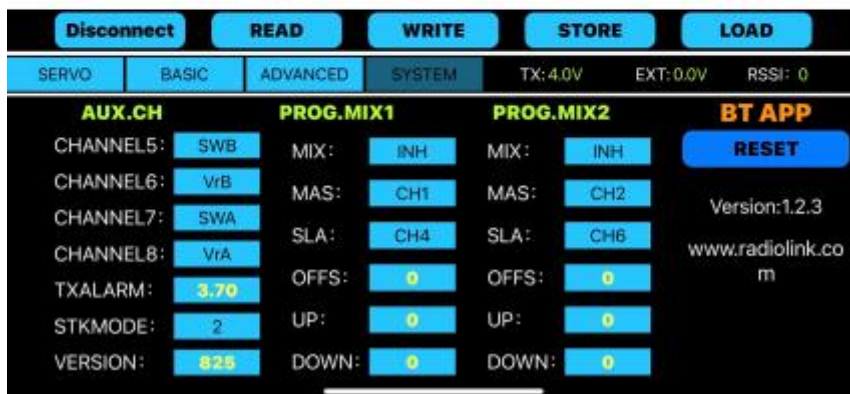 Disconnect READ WRITE STORE LOAD
SERVO BASIC ADVANCED SYSTEM TX:4.0V EXT:0.0V RSSI: 0
AUX.CH PROG.MIX1 PROG.MIX2 BT APP
CHANNEL5: SWB MIX: INH MIX: INH RESET
CHANNEL6: VrB MAS: CH1 MAS: CH2 Version:1.2.3
CHANNEL7: SWA SLA: CH4 SLA: CH6 www.radiolink.co
CHANNEL8: VrA OFFS: 0 OFFS: 0 m
TXALARM: 3.70 UP: 0 UP: 0
STKMODE: 2 DOWN: 0 DOWN: 0
VERSION: 825